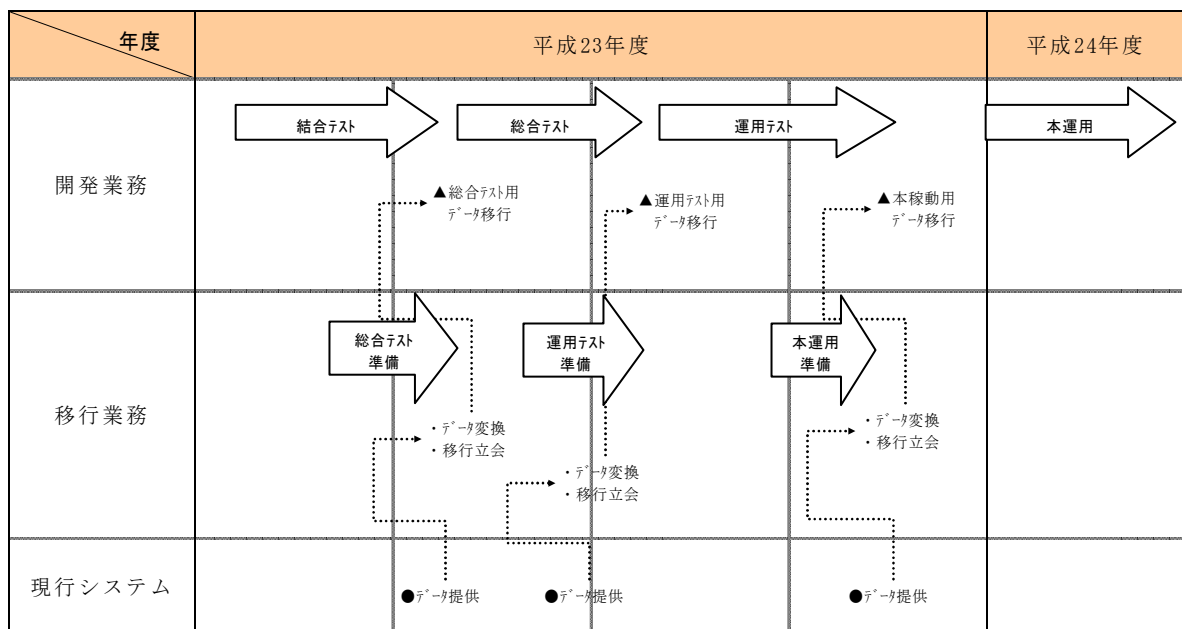 年度
平成23年度
平成24年度
開発業務
結合テスト
総合テスト
運用テスト
本運用
▲総合テスト用
データ移行
▲運用テスト用
データ移行
▲本稼動用
データ移行
移行業務
総合テスト
準備
運用テスト
準備
本運用
準備
・データ変換
・移行立会
・データ変換
・移行立会
・データ変換
・移行立会
現行システム
●データ提供
●データ提供
●データ提供